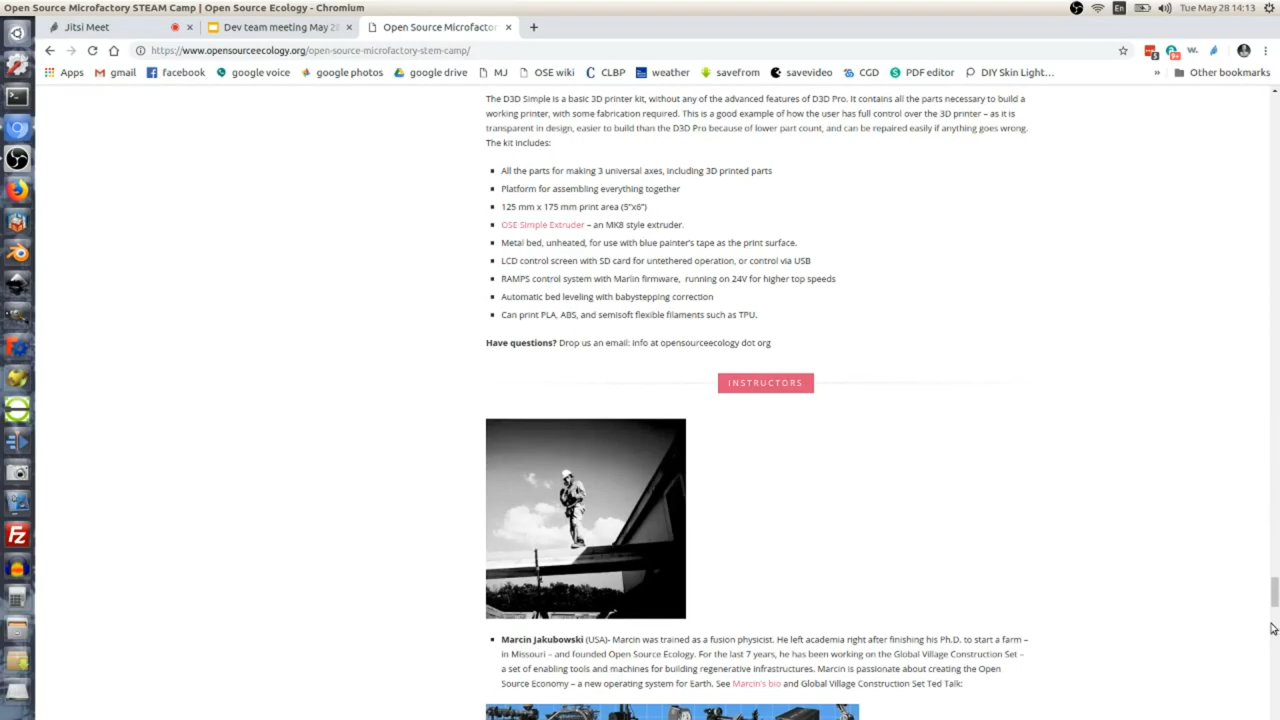 Open Source Microfactory STEAM Camp | Open Source Ecology - Chromium
En
Tue May 28 14:13
Jitsi Meet
Dev team meeting May 28
Open Source Microfactor
https://www.opensourceecology.org/open-source-microfactory-stem-camp/
Apps
gmail
facebook
google voice
google photos
google drive
MJ
OSE wiki
CLBP
weather
savefrom
savevideo
CGD
PDF editor
DIY Skin Light...
»
Other bookmarks
The D3D Simple is a basic 3D printer kit, without any of the advanced features of D3D Pro. It contains all the parts necessary to build a
working printer, with some fabrication required. This is a good example of how the user has full control over the 3D printer – as it is
transparent in design, easier to build than the D3D Pro because of lower part count, and can be repaired easily if anything goes wrong.
The kit includes:
All the parts for making 3 universal axes, including 3D printed parts
Platform for assembling everything together
125 mm x 175 mm print area (5"x6")
OSE Simple Extruder – an MK8 style extruder.
Metal bed, unheated, for use with blue painter's tape as the print surface.
LCD control screen with SD card for untethered operation, or control via USB
RAMPS control system with Marlin firmware, running on 24V for higher top speeds
Automatic bed leveling with babystepping correction
Can print PLA, ABS, and semisoft flexible filaments such as TPU.
Have questions? Drop us an email: info at opensourceecology dot org
INSTRUCTORS
Marcin Jakubowski (USA)- Marcin was trained as a fusion physicist. He left academia right after finishing his Ph.D. to start a farm –
in Missouri – and founded Open Source Ecology. For the last 7 years, he has been working on the Global Village Construction Set –
a set of enabling tools and machines for building regenerative infrastructures. Marcin is passionate about creating the Open
Source Economy – a new operating system for Earth. See Marcin's bio and Global Village Construction Set Ted Talk: